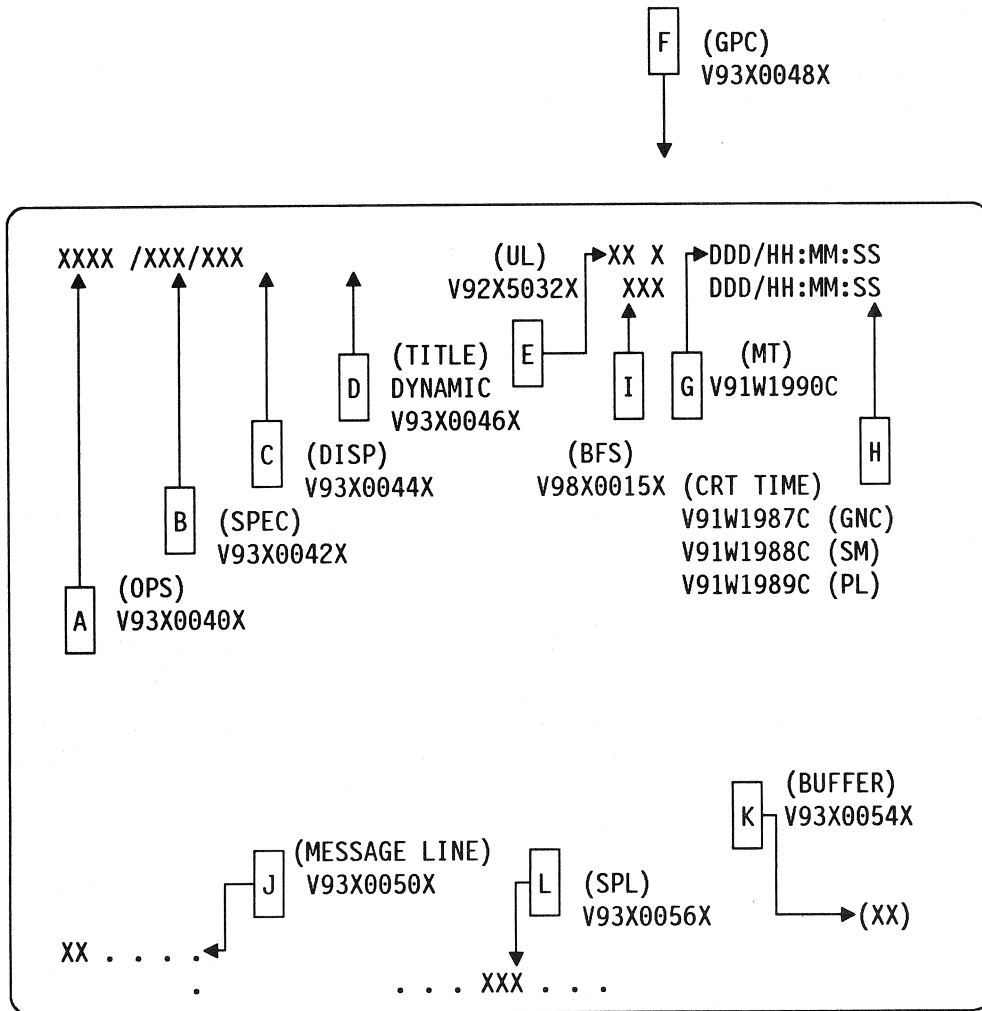 F (GPC)
V93X0048X
XXXX /XXX/XXX (UL) XX X DDD/HH:MM:SS
V92X5032X XXX DDD/HH:MM:SS
E
(TITLE)
D DYNAMIC
V93X0046X
I
G (MT)
V91W1990C
C (DISP)
V93X0044X
(BFS)
V98X0015X
H
(CRT TIME)
V91W1987C (GNC)
V91W1988C (SM)
V91W1989C (PL)
B (SPEC)
V93X0042X
A (OPS)
V93X0040X
K (BUFFER)
V93X0054X
(XX)
J (MESSAGE LINE)
V93X0050X
L (SPL)
V93X0056X
XX . . . .
. . . . XXX . . .